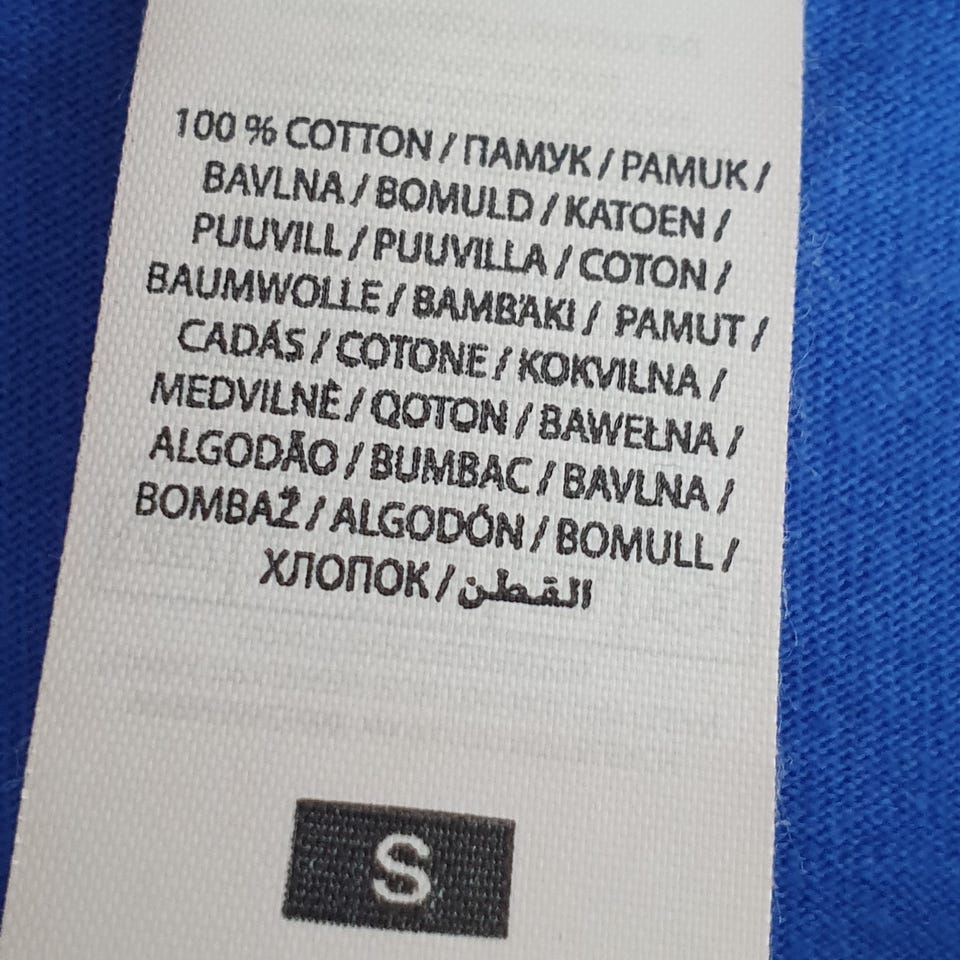 100 % COTTON / ПАМУК / PAMUK /
BAVLNA / BOMULD / KATOEN /
PUUVILL / PUUVILLA / COTON /
BAUMWOLLE / BAMBAKI / PAMUT /
CADÁS / COTONE / KOKVILNA /
MEDVILNĖ / QOTON / BAWEŁNA /
ALGODÃO / BUMBAC / BAVLNA /
BOMBAŽ / ALGODÓN / BOMULL /
ХЛОПОК / القطن
S